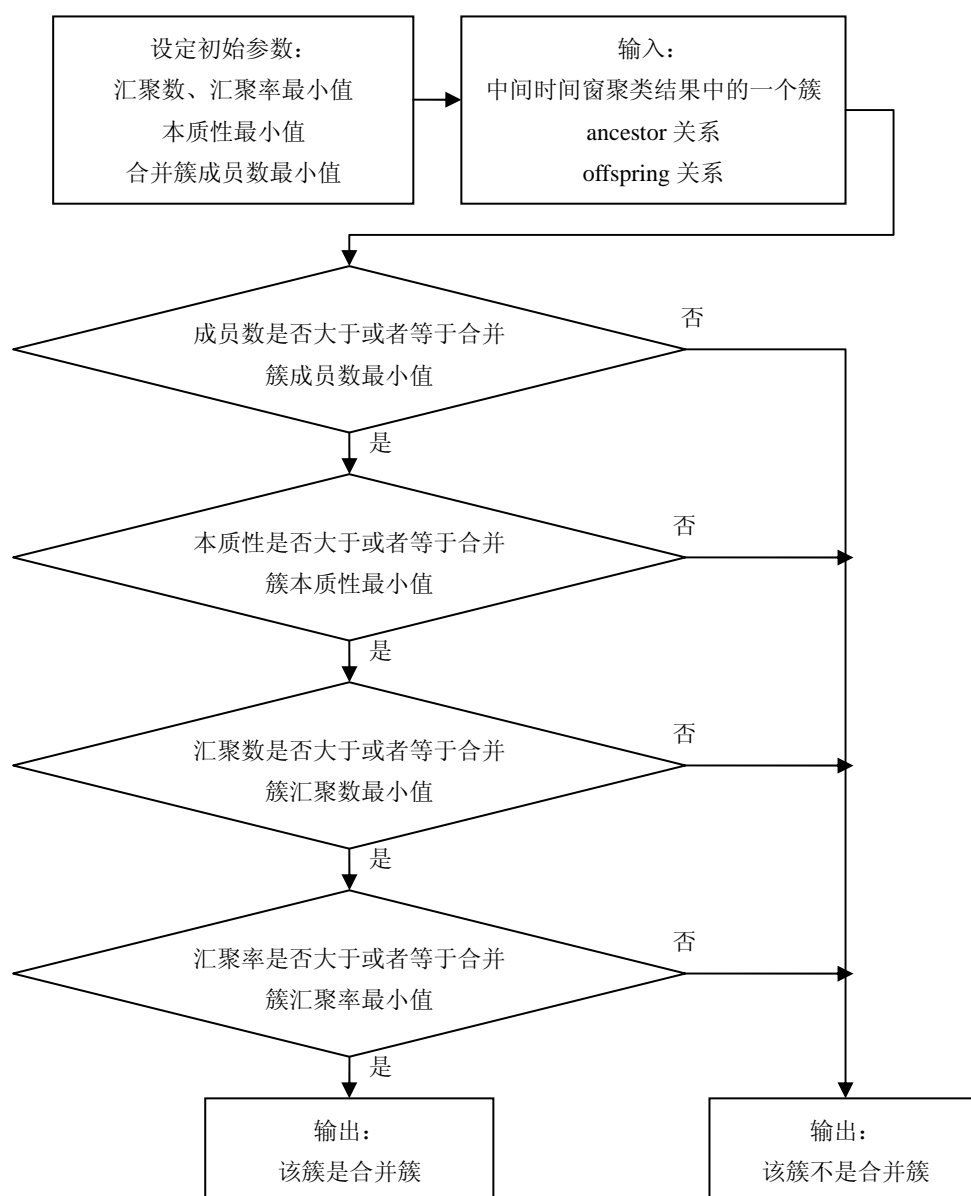 设定初始参数：
汇聚数、汇聚率最小值
本质性最小值
合并簇成员数最小值
输入：
中间时间窗聚类结果中的一个簇
ancestor 关系
offspring 关系
成员数是否大于或者等于合并
簇成员数最小值
否
是
本质性是否大于或者等于合并
簇本质性最小值
否
是
汇聚数是否大于或者等于合并
簇汇聚数最小值
否
是
汇聚率是否大于或者等于合并
簇汇聚率最小值
否
是
输出：
该簇是合并簇
输出：
该簇不是合并簇